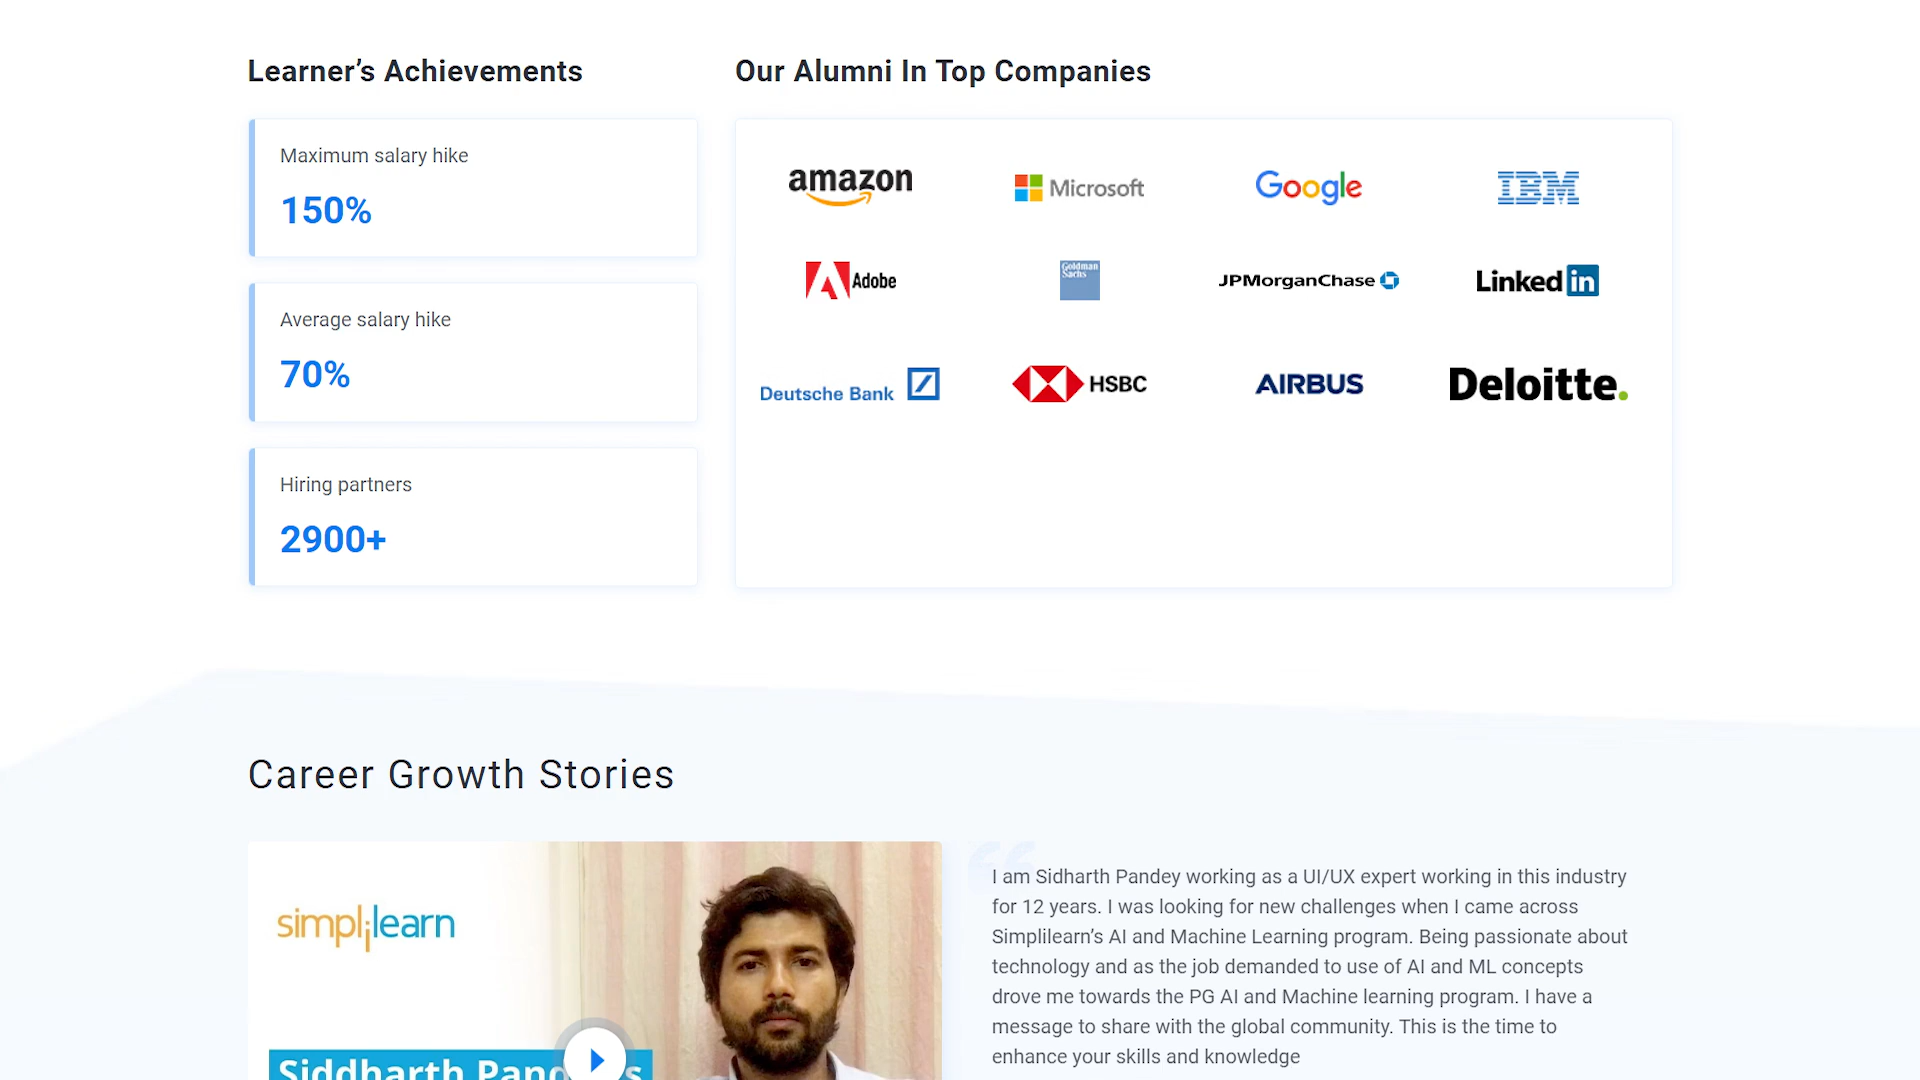 Learner’s Achievements
Maximum salary hike
150%
Average salary hike
70%
Hiring partners
2900+
Our Alumni In Top Companies
amazon
Microsoft
Google
IBM
Adobe
Goldman
Sachs
JPMorganChase
Linked in
Deutsche Bank
HSBC
AIRBUS
Deloitte.
Career Growth Stories
simplilearn
Siddharth
I am Sidharth Pandey working as a UI/UX expert working in this industry
for 12 years. I was looking for new challenges when I came across
Simplilearn’s AI and Machine Learning program. Being passionate about
technology and as the job demanded to use of AI and ML concepts
drove me towards the PG AI and Machine learning program. I have a
message to share with the global community. This is the time to
enhance your skills and knowledge